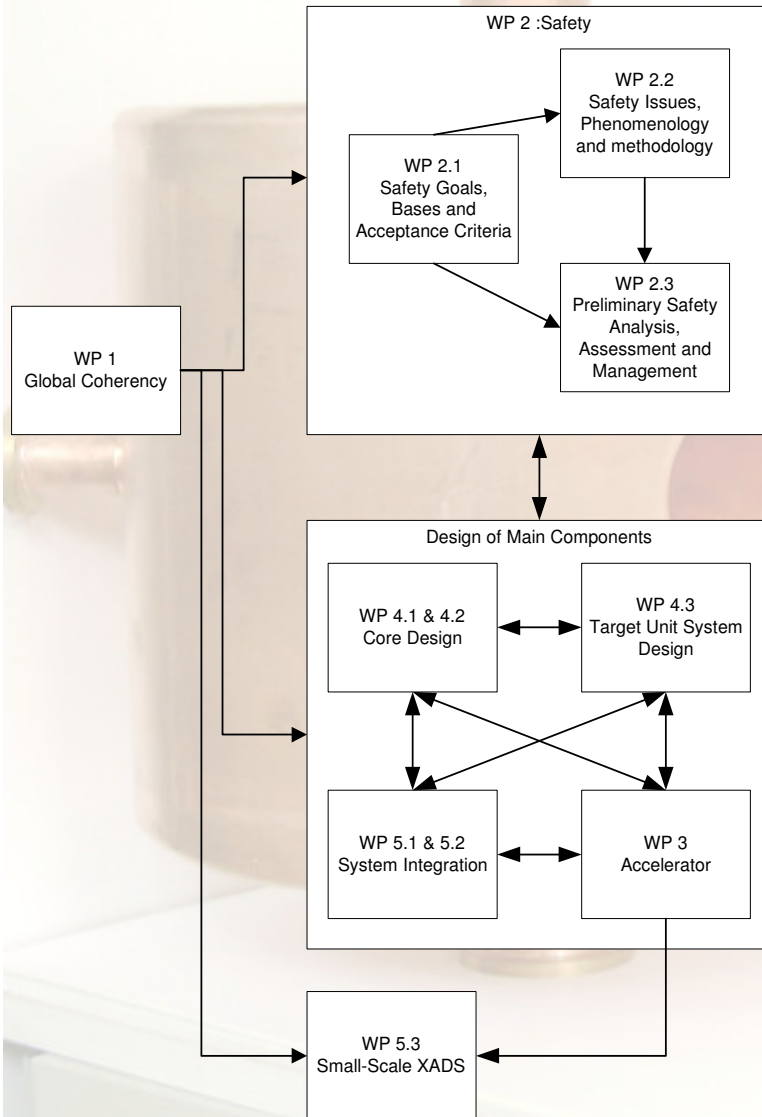 WP 2 :Safety
WP 2.2
Safety Issues,
Phenomenology
and methodology
WP 2.1
Safety Goals,
Bases and
Acceptance Criteria
WP 2.3
Preliminary Safety
Analysis,
Assessment and
Management
WP 1
Global Coherency
Design of Main Components
WP 4.1 & 4.2
Core Design
WP 4.3
Target Unit System
Design
WP 5.1 & 5.2
System Integration
WP 3
Accelerator
WP 5.3
Small-Scale XADS